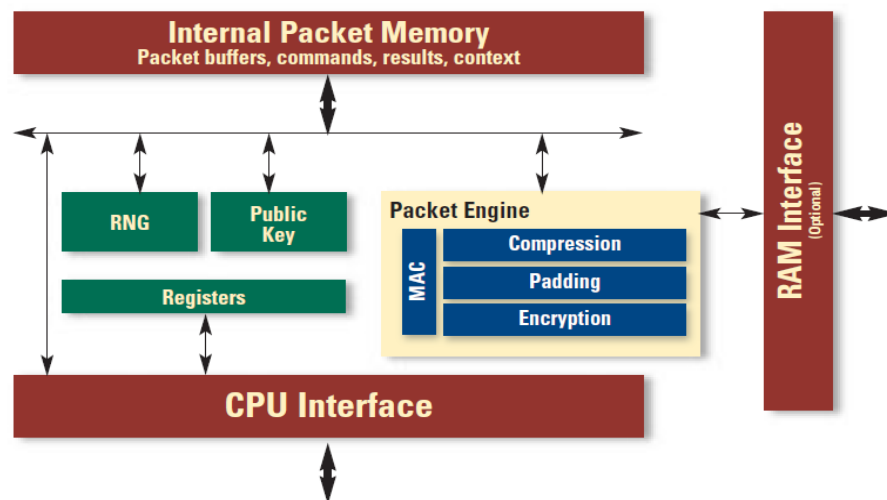 Internal Packet Memory
Packet buffers, commands, results, context
RNG
Public
Key
Registers
Packet Engine
MAC
Compression
Padding
Encryption
RAM Interface
(Optional)
CPU Interface